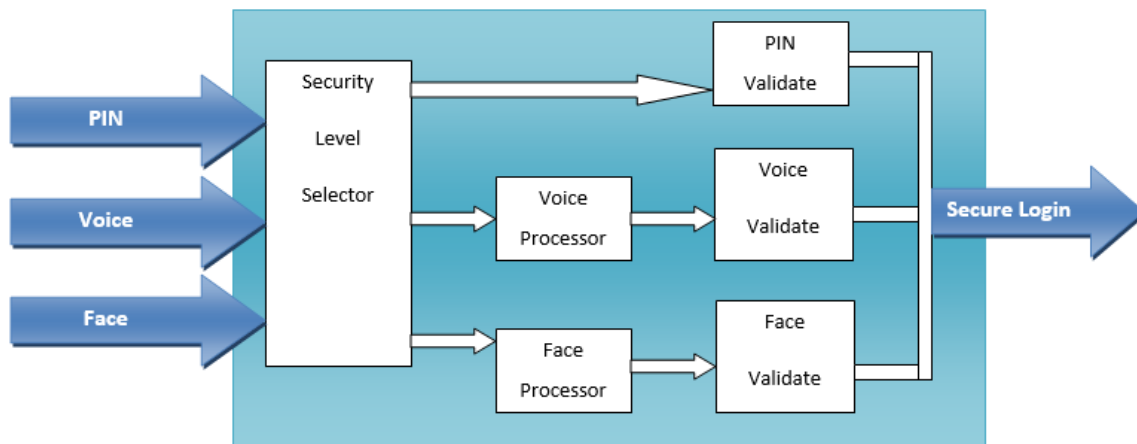 PIN
Voice
Face
Security
Level
Selector
Voice
Processor
Face
Processor
PIN
Validate
Voice
Validate
Face
Validate
Secure Login